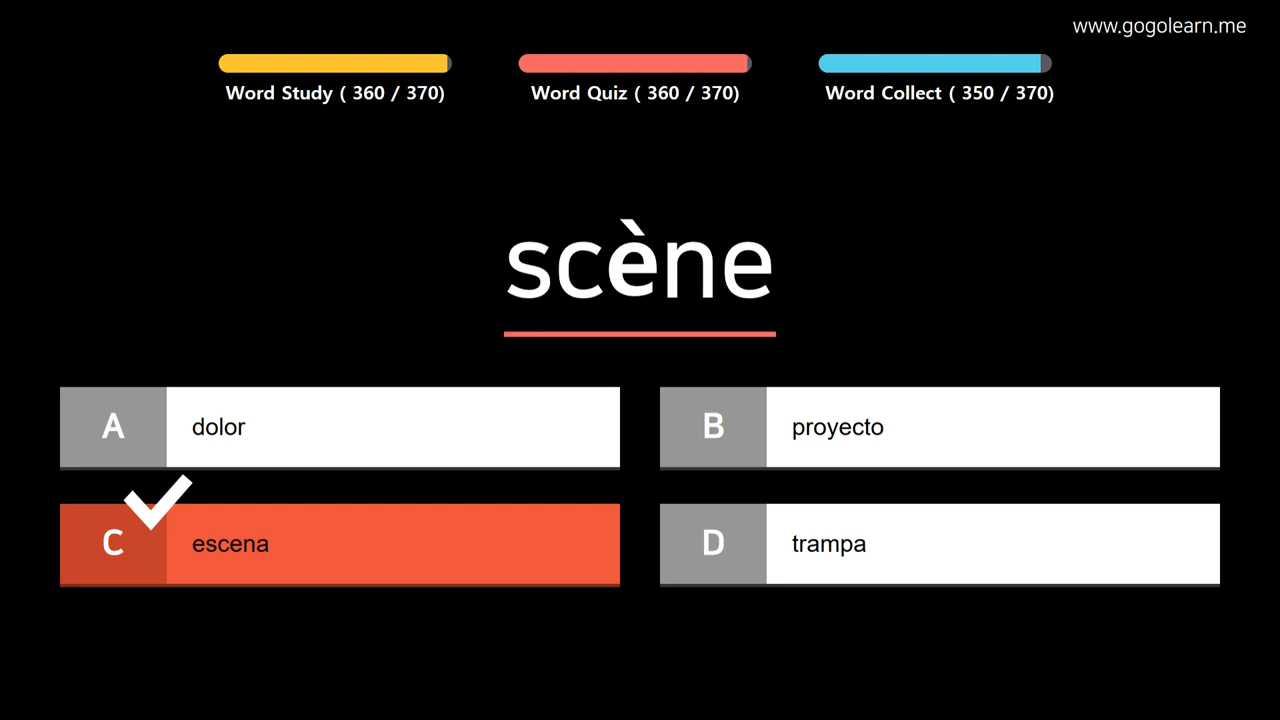 www.gogolearn.me
Word Study ( 360 / 370)
Word Quiz ( 360 / 370)
Word Collect ( 350 / 370)
scène
A dolor
B proyecto
C escena
D trampa